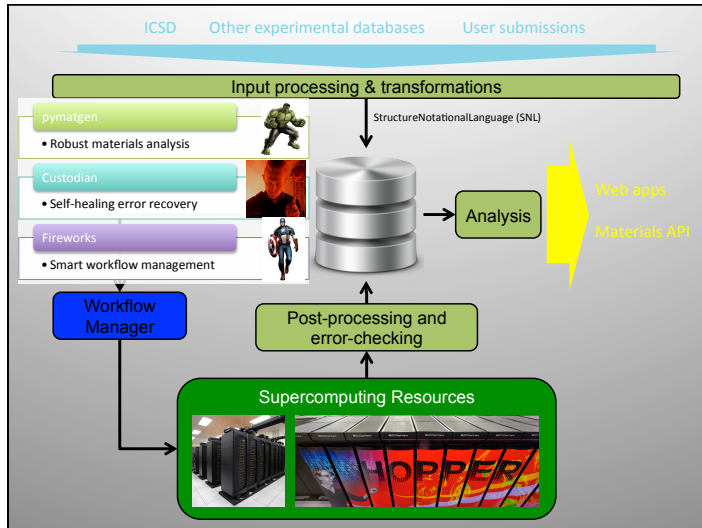 ICSD Other experimental databases User submissions
Input processing & transformations
StructureNotationalLanguage (SNL)
pymatgen
• Robust materials analysis
Custodian
• Self-healing error recovery
Fireworks
• Smart workflow management
Analysis
Web apps
Materials API
Workflow
Manager
Post-processing and
error-checking
Supercomputing Resources
HOPPER